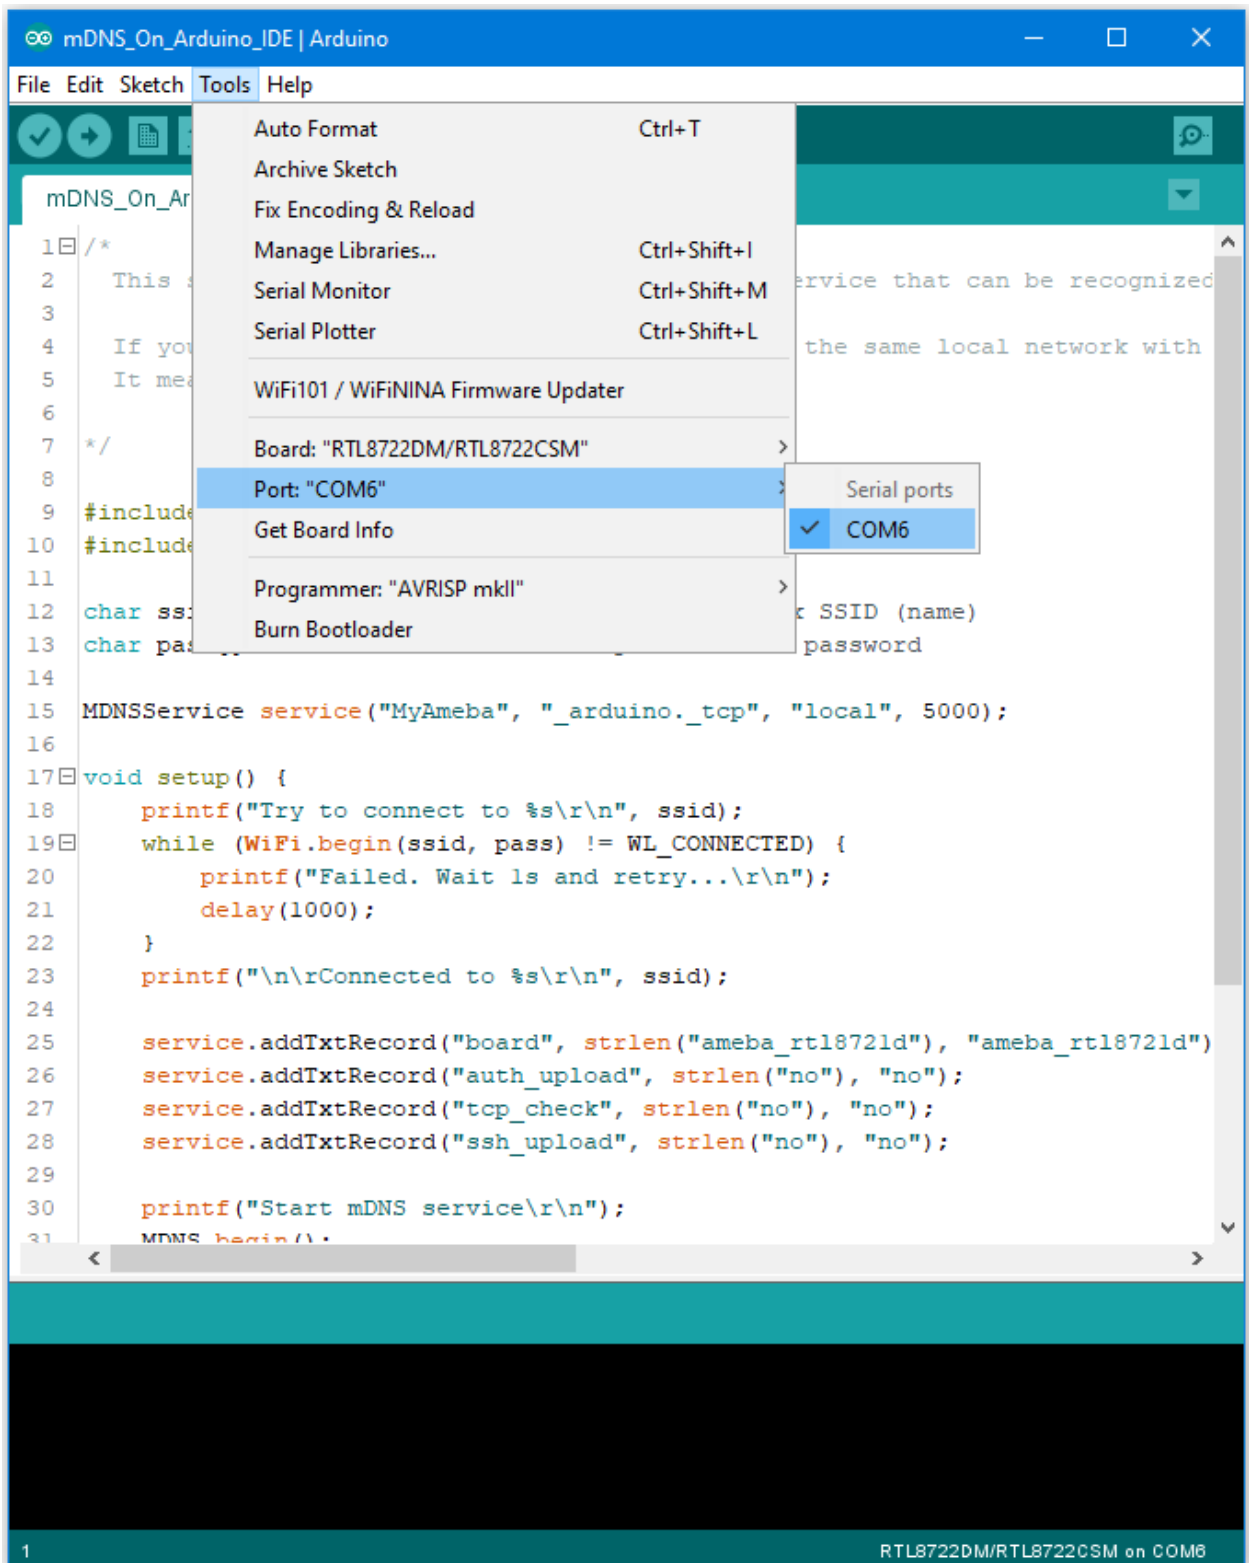 mDNS_On_Arduino_IDE | Arduino
File Edit Sketch Tools Help
mDNS_On_Ar
Auto Format Ctrl+T
Archive Sketch
Fix Encoding & Reload
Manage Libraries... Ctrl+Shift+I
Serial Monitor Ctrl+Shift+M
Serial Plotter Ctrl+Shift+L
WiFi101 / WiFiNINA Firmware Updater
Board: "RTL8722DM/RTL8722CSM"
Port: "COM6"
Get Board Info
Programmer: "AVRISP mkII"
Burn Bootloader
Serial ports
COM6
1 /*
2 This ervice that can be recognized
3
4 If you the same local network with
5 It mea
6
7 */
8
9 #include
10 #include
11
12 char ssi SSID (name)
13 char pas password
14
15 MDNSService service("MyAmeba", "_arduino._tcp", "local", 5000);
16
17 void setup() {
18 printf("Try to connect to %s\r\n", ssid);
19 while (WiFi.begin(ssid, pass) != WL_CONNECTED) {
20 printf("Failed. Wait 1s and retry...\r\n");
21 delay(1000);
22 }
23 printf("\n\rConnected to %s\r\n", ssid);
24
25 service.addTxtRecord("board", strlen("ameba_rtl8721d"), "ameba_rtl8721d")
26 service.addTxtRecord("auth_upload", strlen("no"), "no");
27 service.addTxtRecord("tcp_check", strlen("no"), "no");
28 service.addTxtRecord("ssh_upload", strlen("no"), "no");
29
30 printf("Start mDNS service\r\n");
31 MDNS.begin();
1 RTL8722DM/RTL8722CSM on COM6